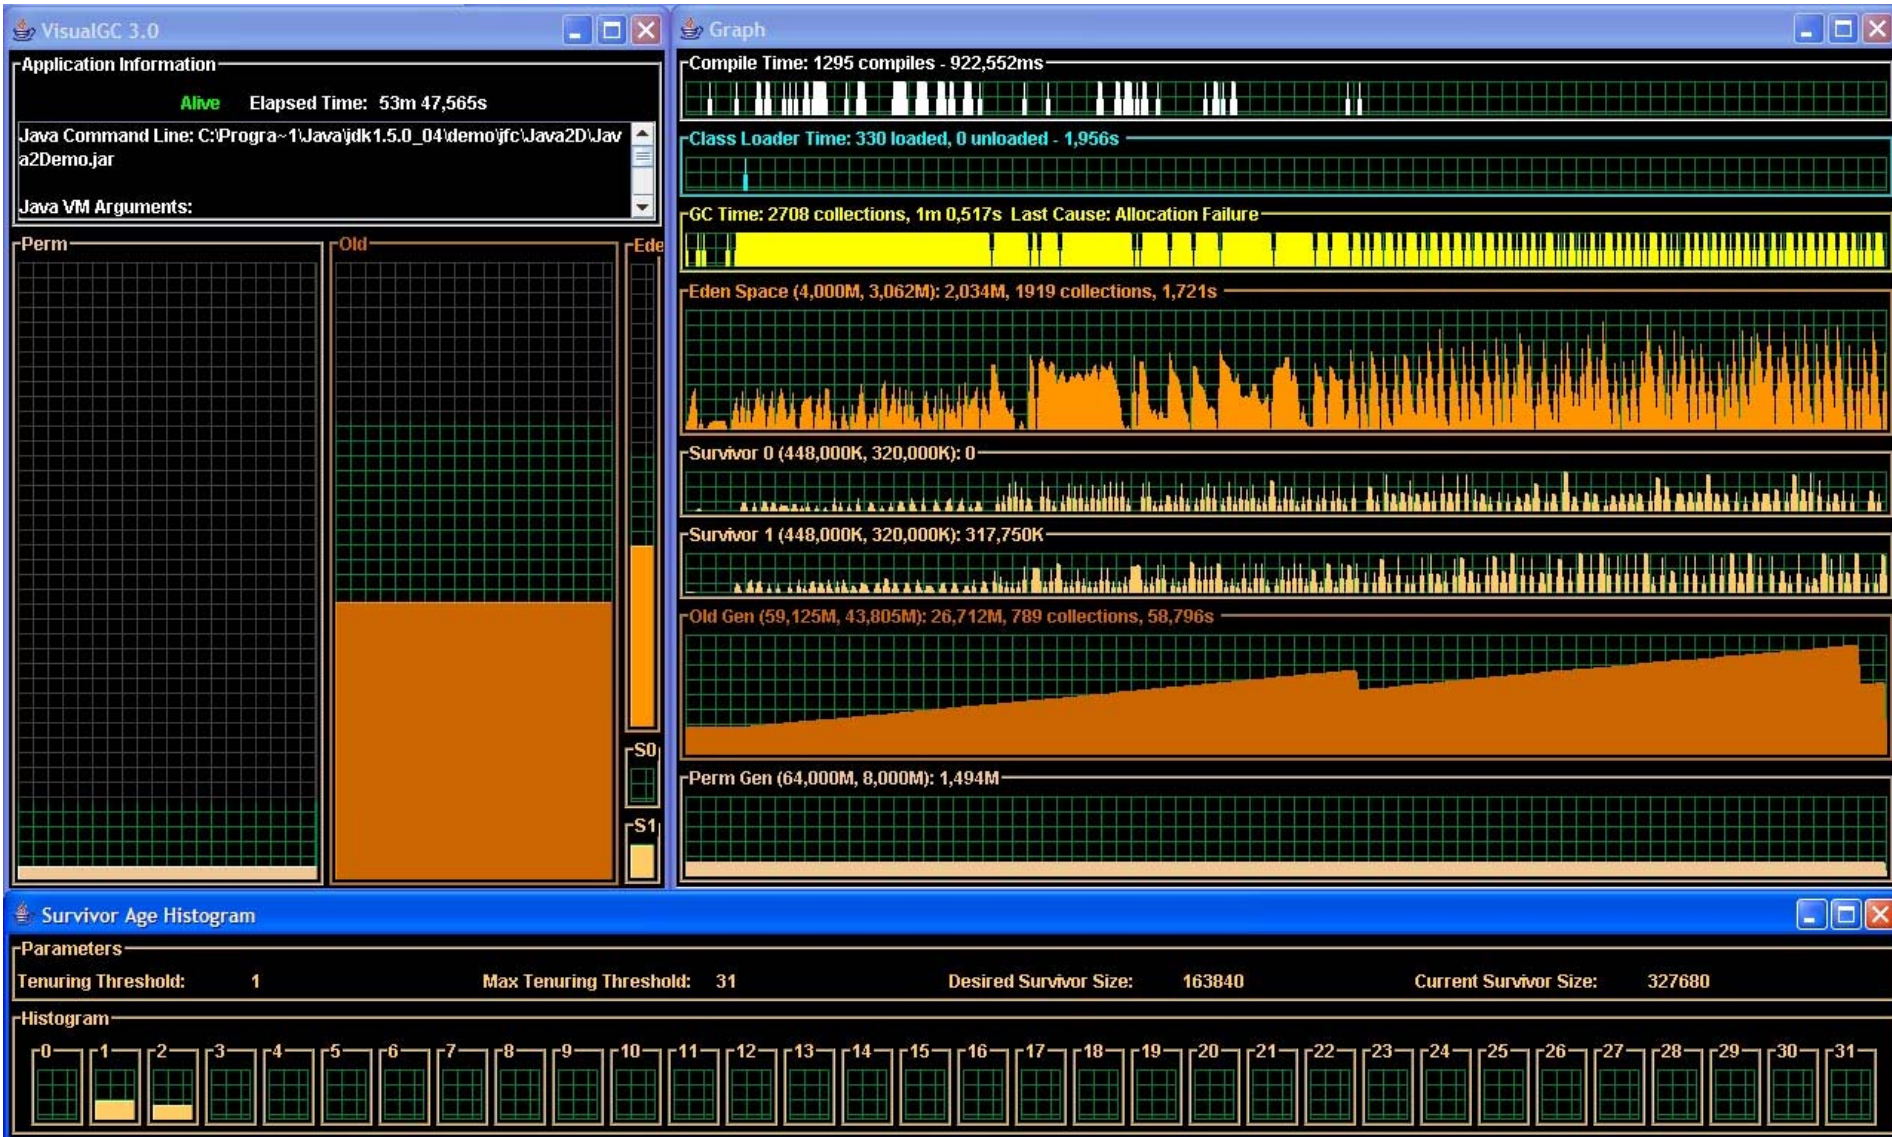 VisualGC 3.0
Application Information
Alive Elapsed Time: 53m 47,565s
Java Command Line: C:\Progra~1\Java\jdk1.5.0_04\demo\jfc\Java2D\Jav
a2Demo.jar
Java VM Arguments:
Perm
Old
Ede
S0
S1
Graph
Compile Time: 1295 compiles - 922,552ms
Class Loader Time: 330 loaded, 0 unloaded - 1,956s
GC Time: 2708 collections, 1m 0,517s Last Cause: Allocation Failure
Eden Space (4,000M, 3,062M): 2,034M, 1919 collections, 1,721s
Survivor 0 (448,000K, 320,000K): 0
Survivor 1 (448,000K, 320,000K): 317,750K
Old Gen (59,125M, 43,805M): 26,712M, 789 collections, 58,796s
Perm Gen (64,000M, 8,000M): 1,494M
Survivor Age Histogram
Parameters
Tenuring Threshold: 1 Max Tenuring Threshold: 31 Desired Survivor Size: 163840 Current Survivor Size: 327680
Histogram
0 1 2 3 4 5 6 7 8 9 10 11 12 13 14 15 16 17 18 19 20 21 22 23 24 25 26 27 28 29 30 31